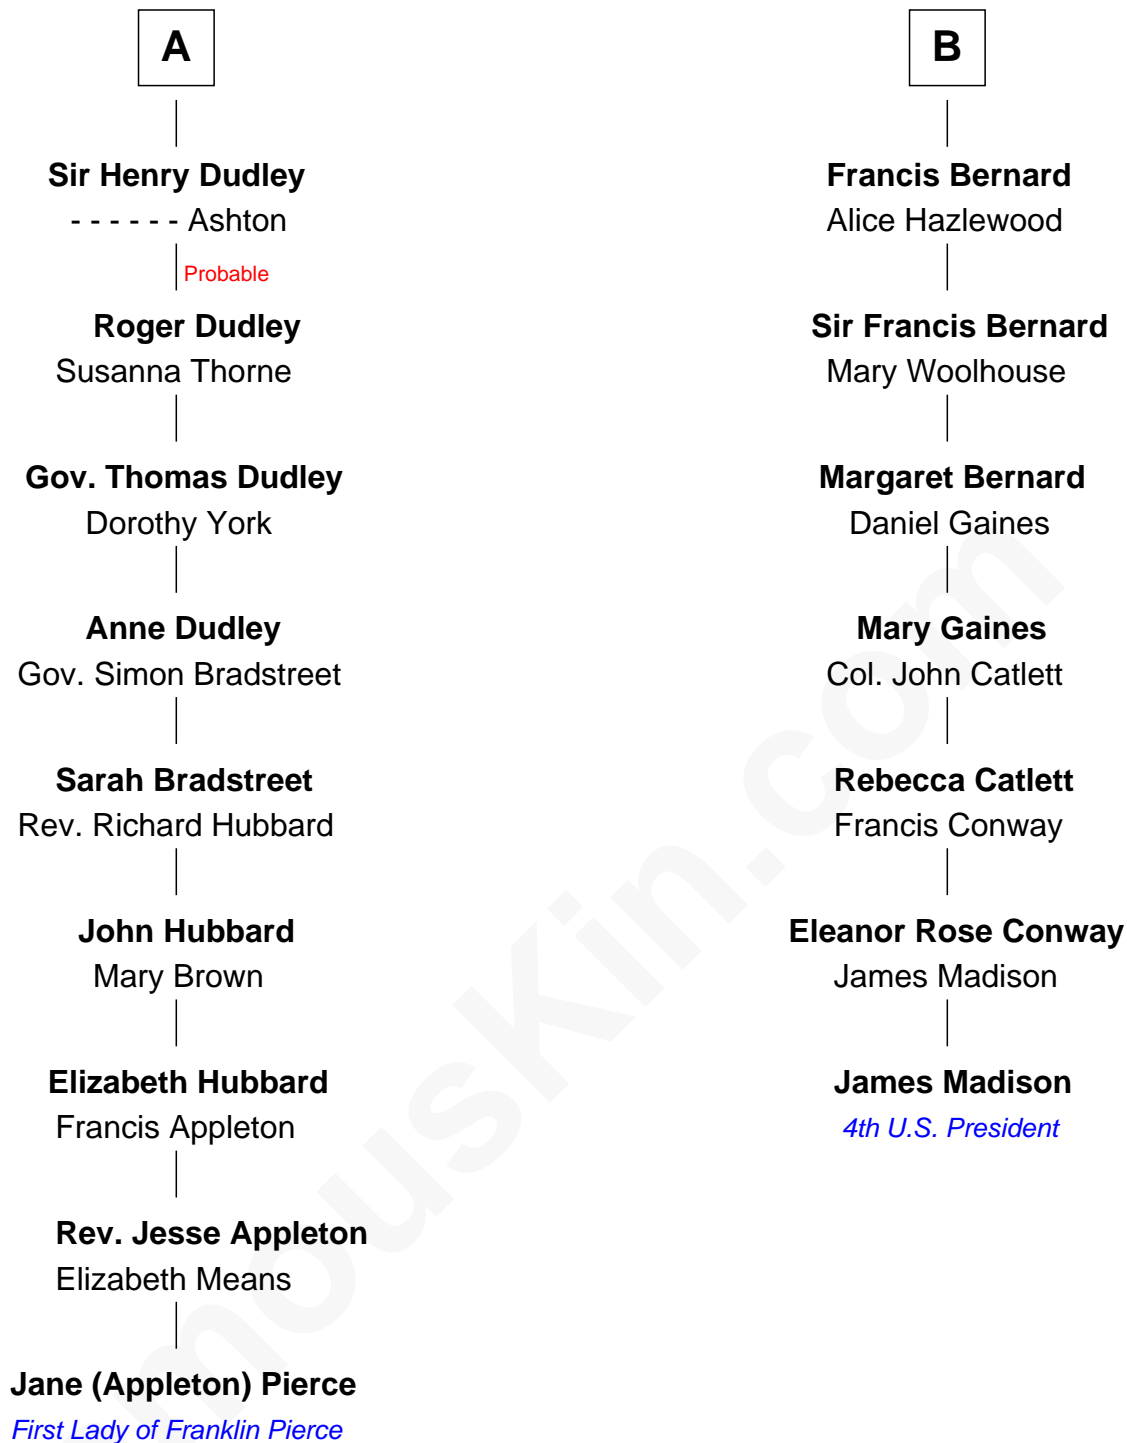 A
Sir Henry Dudley
- - - - - - Ashton
Probable
Roger Dudley
Susanna Thorne
Gov. Thomas Dudley
Dorothy York
Anne Dudley
Gov. Simon Bradstreet
Sarah Bradstreet
Rev. Richard Hubbard
John Hubbard
Mary Brown
Elizabeth Hubbard
Francis Appleton
Rev. Jesse Appleton
Elizabeth Means
Jane (Appleton) Pierce
First Lady of Franklin Pierce
B
Francis Bernard
Alice Hazlewood
Sir Francis Bernard
Mary Woolhouse
Margaret Bernard
Daniel Gaines
Mary Gaines
Col. John Catlett
Rebecca Catlett
Francis Conway
Eleanor Rose Conway
James Madison
James Madison
4th U.S. President
mousKin.com